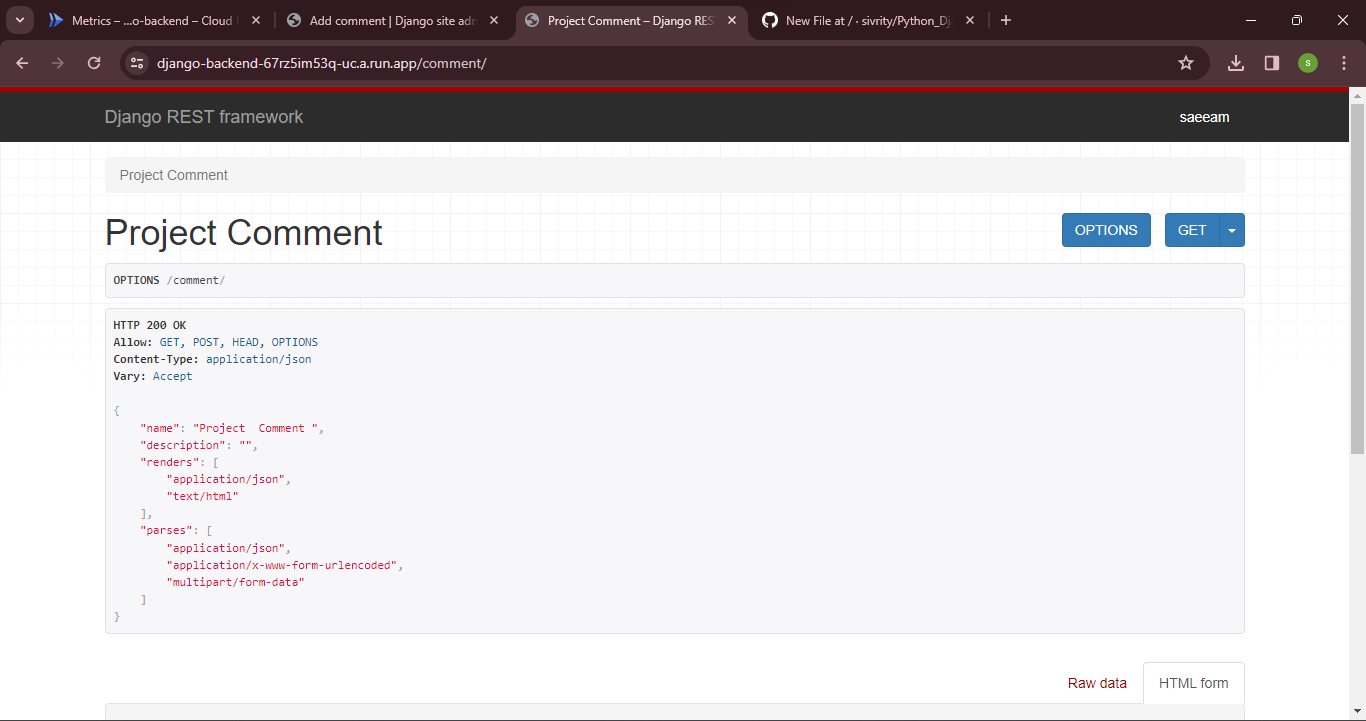 Metrics – ...o-backend – Cloud
Add comment | Django site adn
Project Comment – Django RES
New File at / · sivrity/Python_Dj
django-backend-67rz5im53q-uc.a.run.app/comment/
s
Django REST framework
saeeam
Project Comment
Project Comment
OPTIONS
GET
OPTIONS /comment/
HTTP 200 OK
Allow: GET, POST, HEAD, OPTIONS
Content-Type: application/json
Vary: Accept
{
"name": "Project  Comment ",
"description": "",
"renders": [
"application/json",
"text/html"
],
"parses": [
"application/json",
"application/x-www-form-urlencoded",
"multipart/form-data"
]
}
Raw data
HTML form